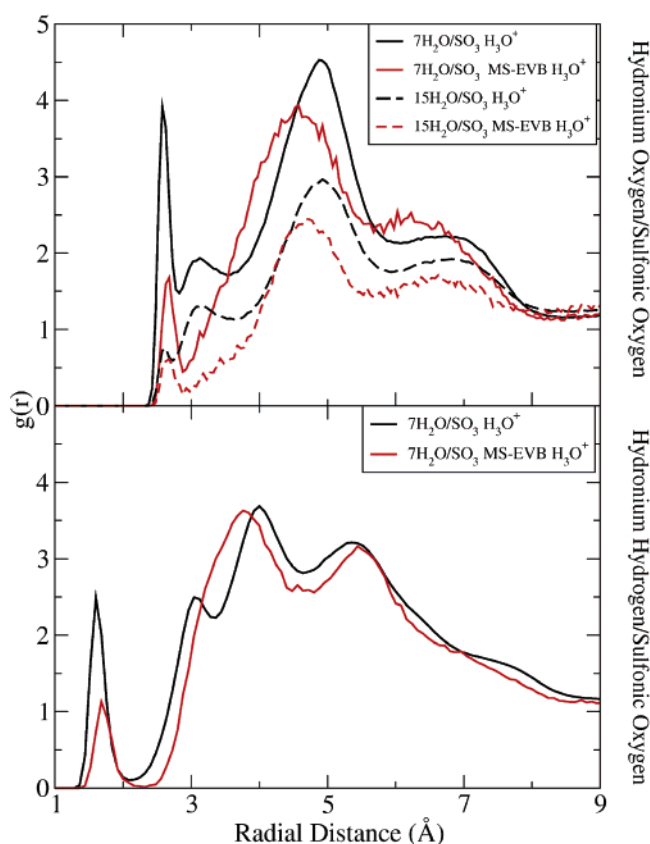 5
4
3
2
1
0
7H₂O/SO₃ H₃O⁺
7H₂O/SO₃ MS-EVB H₃O⁺
15H₂O/SO₃ H₃O⁺
15H₂O/SO₃ MS-EVB H₃O⁺
Hydronium Oxygen/Sulfonic Oxygen
g(r)
4
3
2
1
0
7H₂O/SO₃ H₃O⁺
7H₂O/SO₃ MS-EVB H₃O⁺
Hydronium Hydrogen/Sulfonic Oxygen
1 3 5 7 9
Radial Distance (Å)